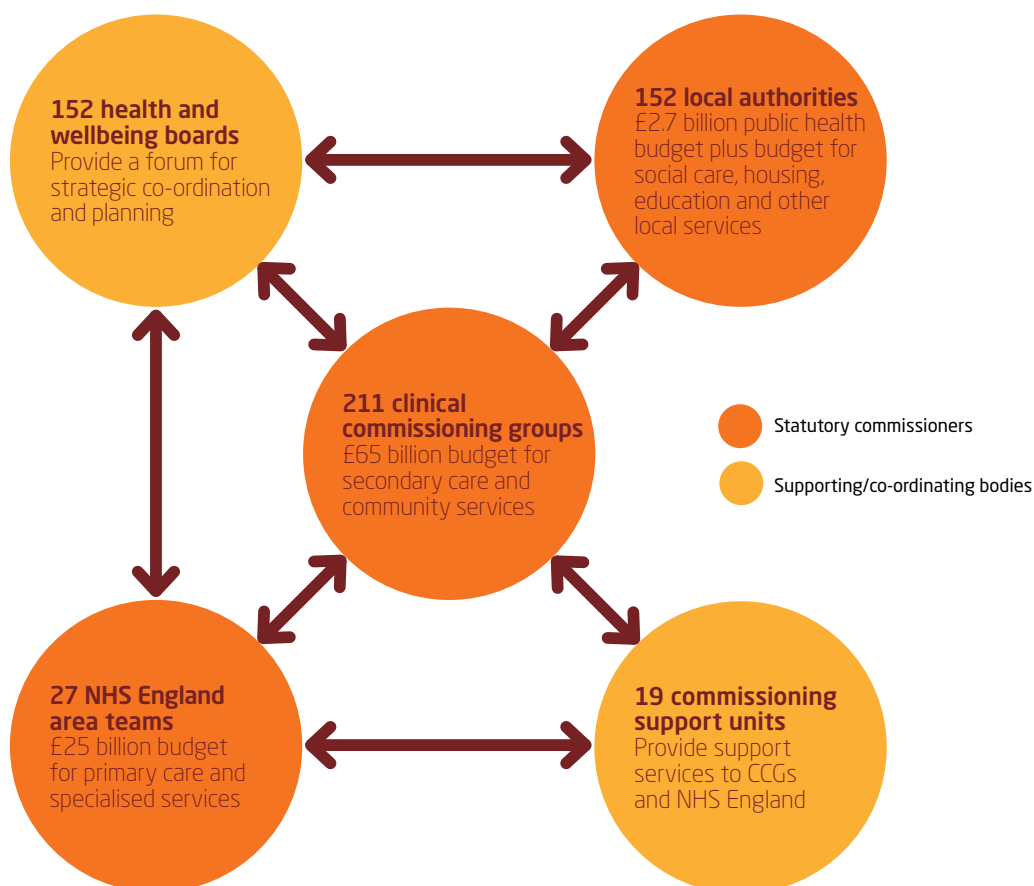 152 health and
wellbeing boards
Provide a forum for
strategic co-ordination
and planning
152 local authorities
£2.7 billion public health
budget plus budget for
social care, housing,
education and other
local services
211 clinical
commissioning groups
£65 billion budget for
secondary care and
community services
Statutory commissioners
Supporting/co-ordinating bodies
27 NHS England
area teams
£25 billion budget
for primary care and
specialised services
19 commissioning
support units
Provide support
services to CCGs
and NHS England